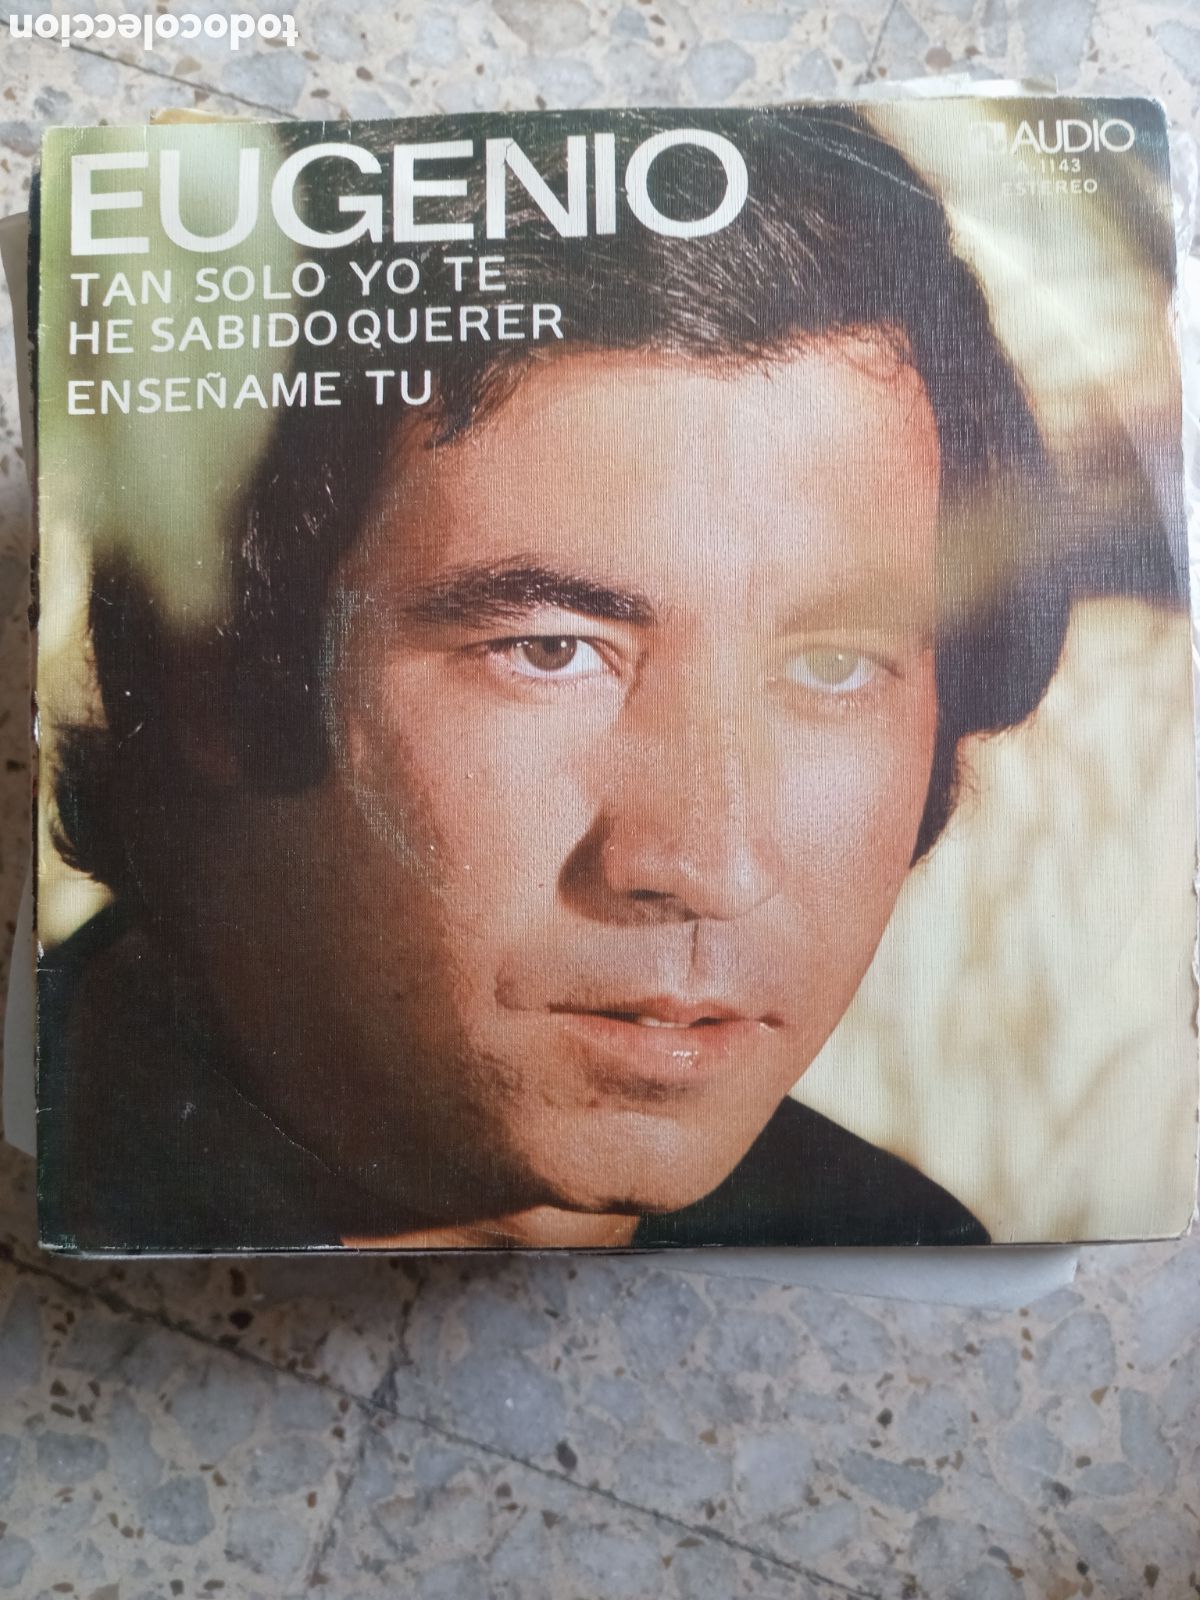 todocoleccion
EUGENIO
AUDIO
A-1143
ESTEREO
TAN SOLO YO TE
HE SABIDO QUERER
ENSEÑAME TU